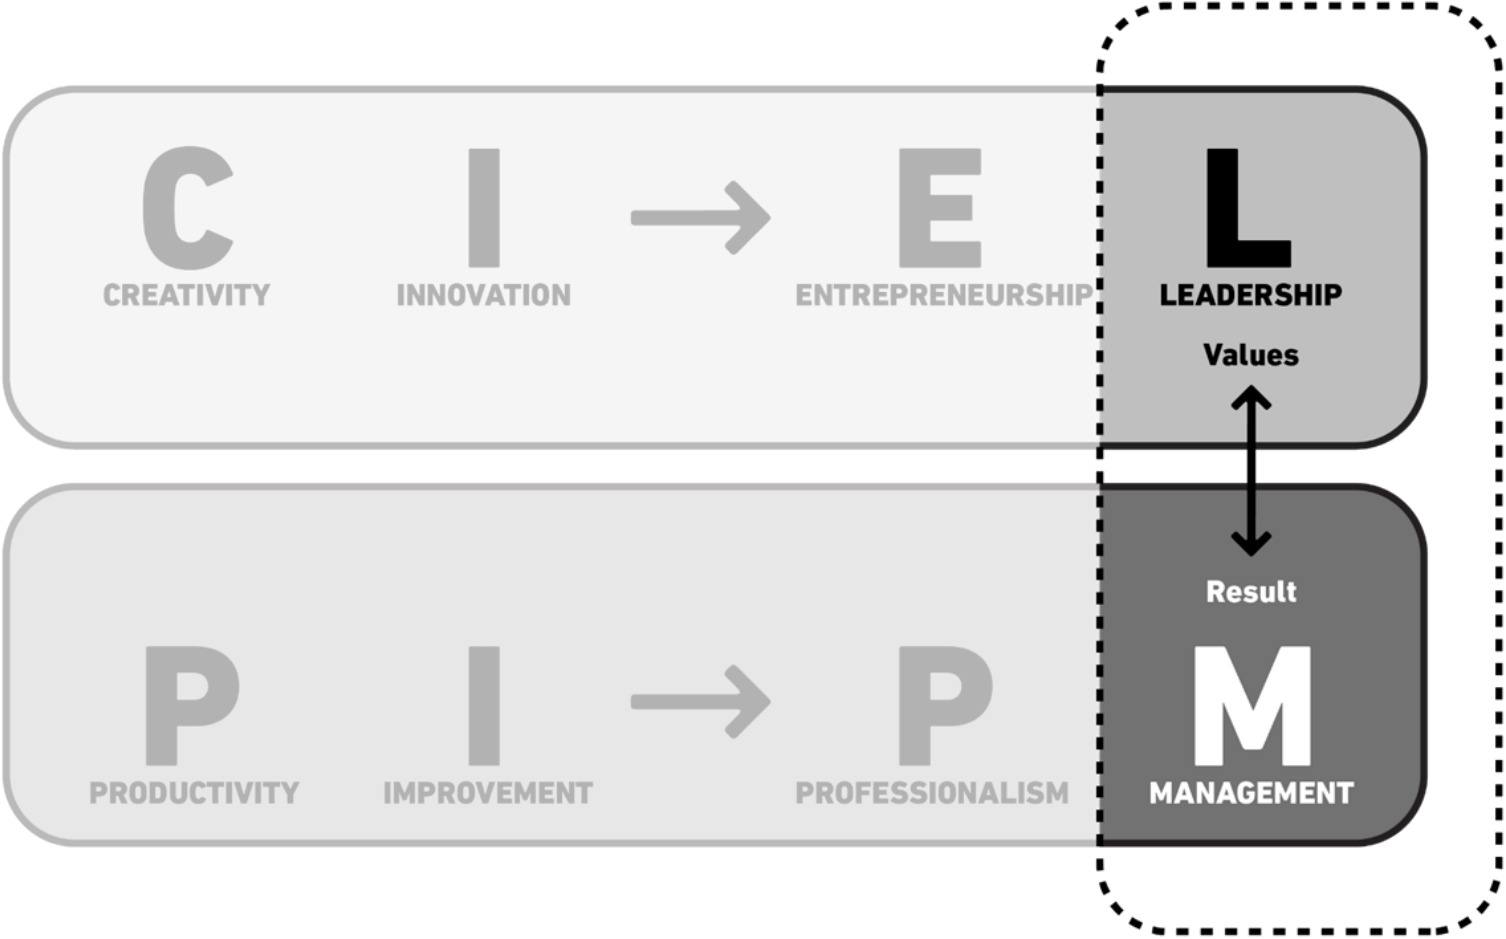 C I E L
CREATIVITY INNOVATION ENTREPRENEURSHIP LEADERSHIP
Values
Result
P I P M
PRODUCTIVITY IMPROVEMENT PROFESSIONALISM MANAGEMENT